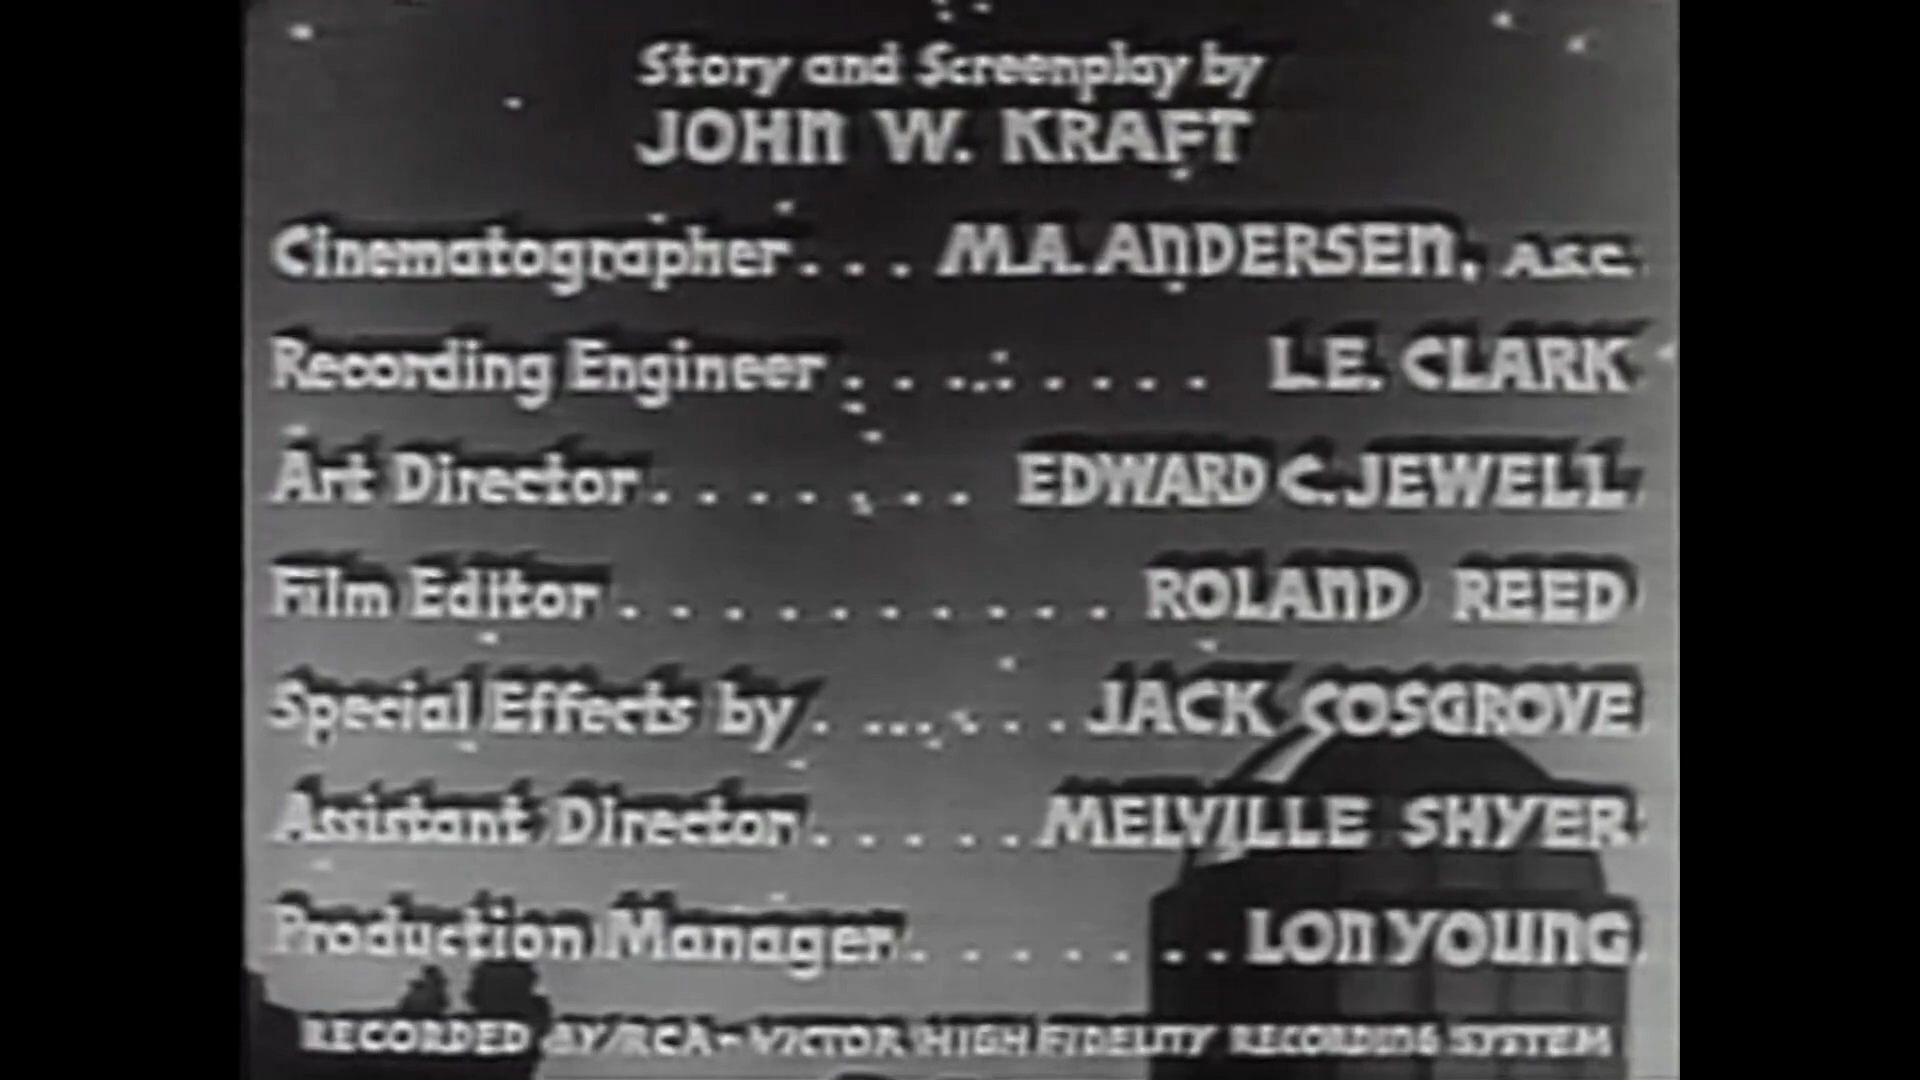 Story and Screenplay by
JOHN W. KRAFT
Cinematographer... M.A. ANDERSEN, A.S.C.
Recording Engineer.......... L.E. CLARK
Art Director........ EDWARD C. JEWELL
Film Editor.......... ROLAND REED
Special Effects by........ JACK COSGROVE
Assistant Director..... MELVILLE SHYER
Production Manager....... LON YOUNG
RECORDED BY RCA-VICTOR HIGH FIDELITY RECORDING SYSTEM